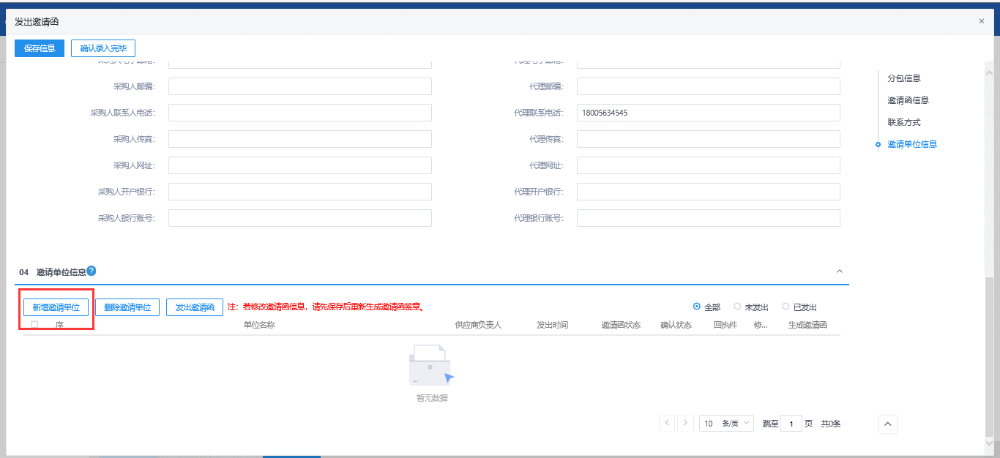 发出邀请函
×
保存信息 确认录入完毕
采购人邮编: 代理邮编:
采购人联系人电话: 代理联系电话: 18005634545
采购人传真: 代理传真:
采购人网址: 代理网址:
采购人开户银行: 代理开户银行:
采购人银行账号: 代理银行账号:
分包信息
邀请函信息
联系方式
邀请单位信息
04 邀请单位信息 ?
新增邀请单位 删除邀请单位 发出邀请函 注：若修改邀请函信息，请先保存后重新生成邀请函签章。 全部 未发出 已发出
序 单位名称 供应商负责人 发出时间 邀请函状态 确认状态 回执件 修... 生成邀请函
暂无数据
10 条/页 跳至 1 页 共0条